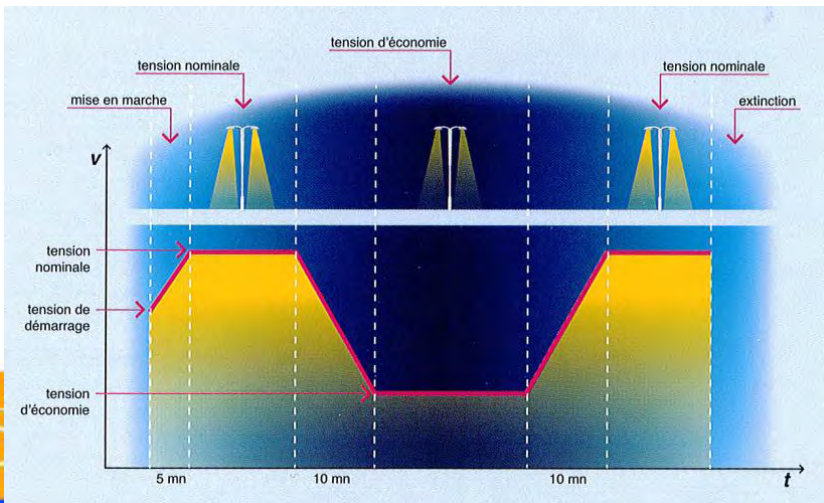 tension d'économie
tension nominale
tension nominale
mise en marche
extinction
V
tension
nominale
tension de
démarrage
tension
d'économie
5 mn
10 mn
10 mn
t